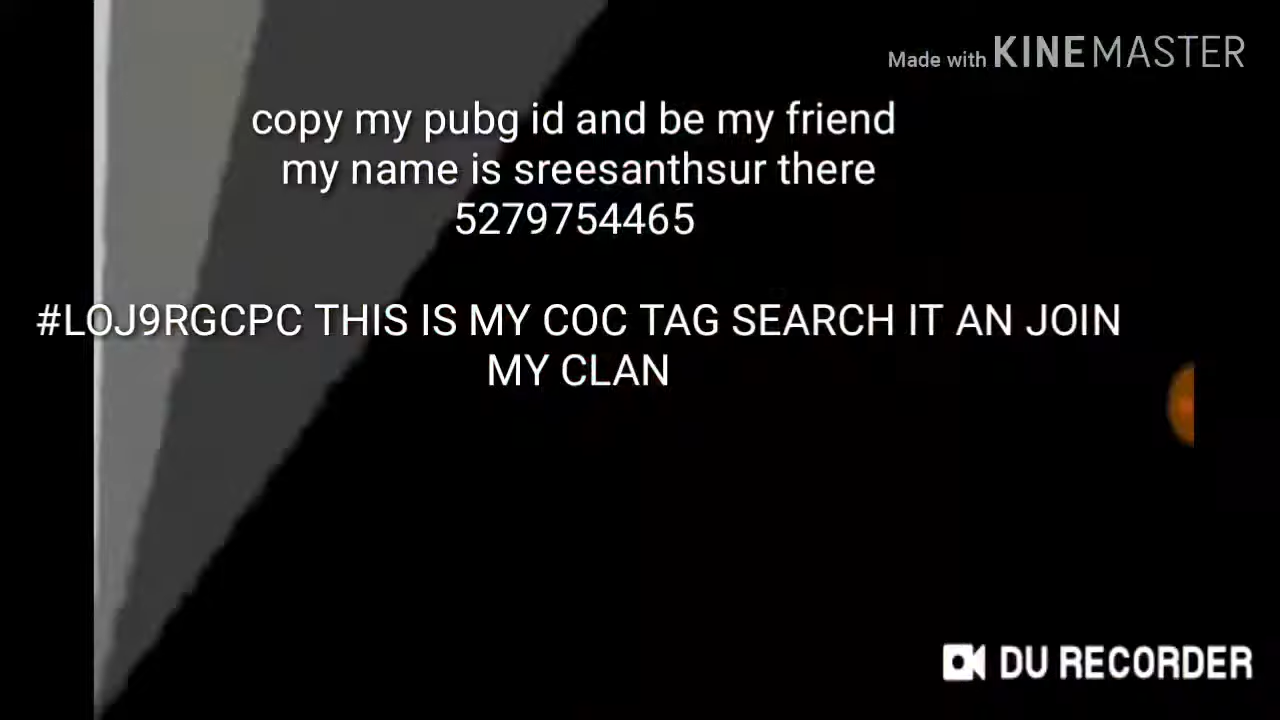 Made with KINEMASTER
copy my pubg id and be my friend
my name is sreesanthsur there
5279754465
#LOJ9RGCPC THIS IS MY COC TAG SEARCH IT AN JOIN
MY CLAN
DU RECORDER